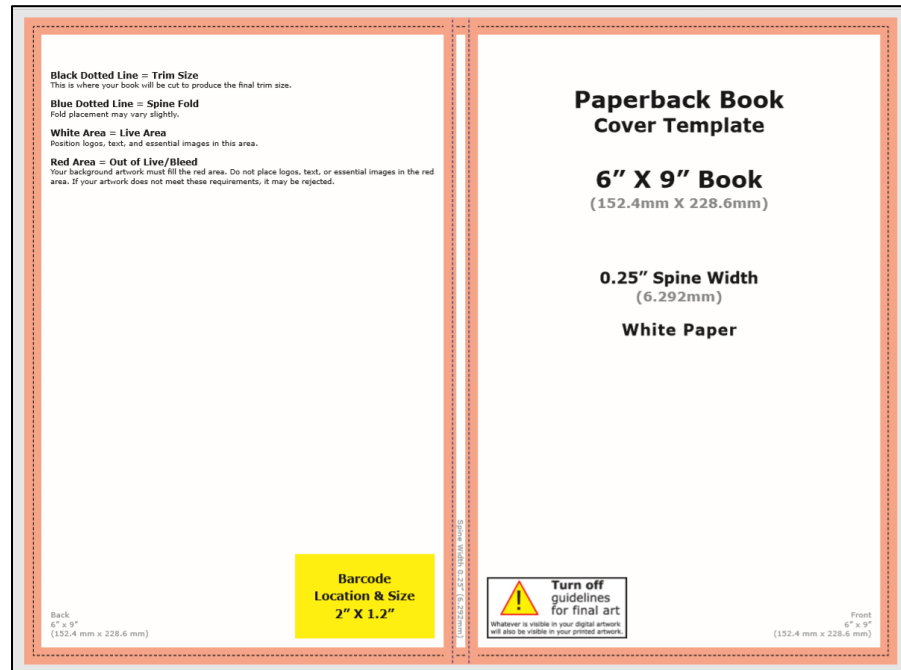 Black Dotted Line = Trim Size
This is where your book will be cut to produce the final trim size.
Blue Dotted Line = Spine Fold
Fold placement may vary slightly.
White Area = Live Area
Position logos, text, and essential images in this area.
Red Area = Out of Live/Bleed
Your background artwork must fill the red area. Do not place logos, text, or essential images in the red
area. If your artwork does not meet these requirements, it may be rejected.
Barcode
Location & Size
2" X 1.2"
Back
6" x 9"
(152.4 mm x 228.6 mm)
Spine Width 0.25" (6.292mm)
Paperback Book
Cover Template
6" X 9" Book
(152.4mm X 228.6mm)
0.25" Spine Width
(6.292mm)
White Paper
!
Turn off
guidelines
for final art
Whatever is visible in your digital artwork
will also be visible in your printed artwork.
Front
6" x 9"
(152.4 mm x 228.6 mm)